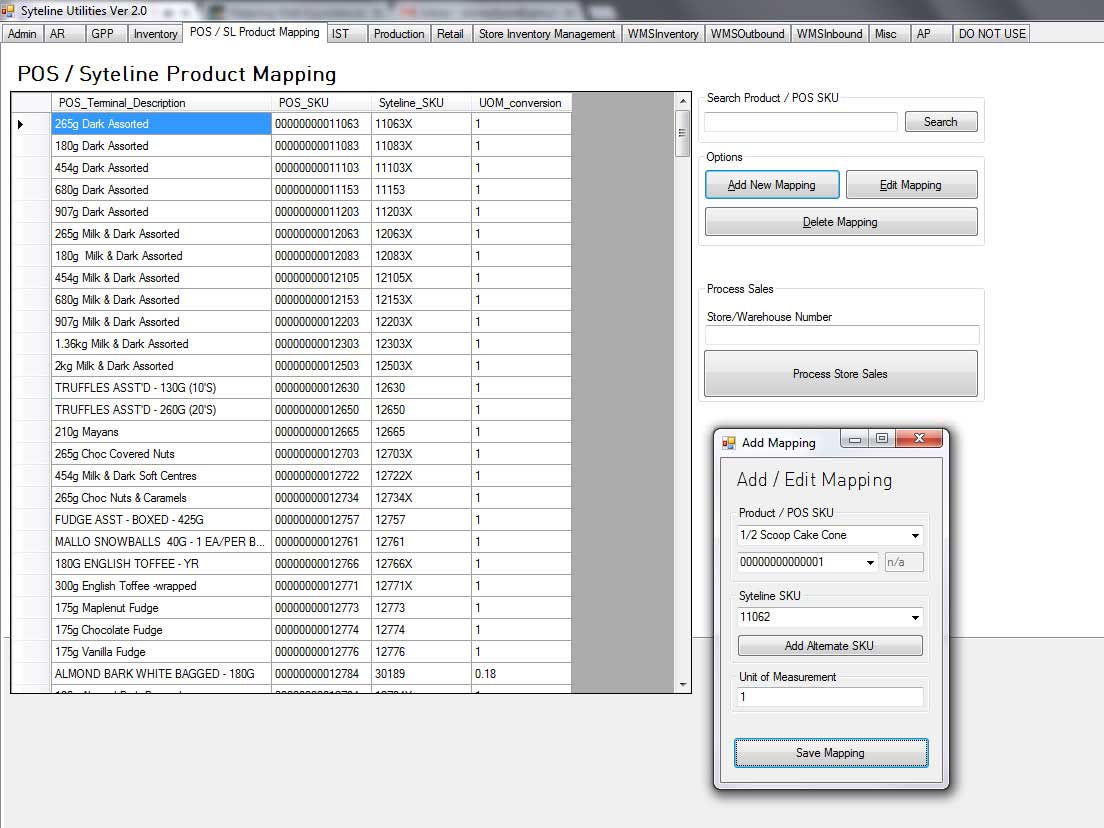 Syteline Utilities Ver 2.0
Admin AR GPP Inventory POS / SL Product Mapping IST Production Retail Store Inventory Management WMSInventory WMSOutbound WMSInbound Misc AP DO NOT USE
POS / Syteline Product Mapping
POS_Terminal_Description POS_SKU Syteline_SKU UOM_conversion
265g Dark Assorted 00000000011063 11063X 1
180g Dark Assorted 00000000011083 11083X 1
454g Dark Assorted 00000000011103 11103X 1
680g Dark Assorted 00000000011153 11153 1
907g Dark Assorted 00000000011203 11203X 1
265g Milk & Dark Assorted 00000000012063 12063X 1
180g Milk & Dark Assorted 00000000012083 12083X 1
454g Milk & Dark Assorted 00000000012105 12105X 1
680g Milk & Dark Assorted 00000000012153 12153X 1
907g Milk & Dark Assorted 00000000012203 12203X 1
1.36kg Milk & Dark Assorted 00000000012303 12303X 1
2kg Milk & Dark Assorted 00000000012503 12503X 1
TRUFFLES ASST'D - 130G (10'S) 00000000012630 12630 1
TRUFFLES ASST'D - 260G (20'S) 00000000012650 12650 1
210g Mayans 00000000012665 12665 1
265g Choc Covered Nuts 00000000012703 12703X 1
454g Milk & Dark Soft Centres 00000000012722 12722X 1
265g Choc Nuts & Caramels 00000000012734 12734X 1
FUDGE ASST - BOXED - 425G 00000000012757 12757 1
MALLO SNOWBALLS 40G - 1 EA/PER B... 00000000012761 12761 1
180G ENGLISH TOFFEE - YR 00000000012766 12766X 1
300g English Toffee -wrapped 00000000012771 12771X 1
175g Maplenut Fudge 00000000012773 12773 1
175g Chocolate Fudge 00000000012774 12774 1
175g Vanilla Fudge 00000000012776 12776 1
ALMOND BARK WHITE BAGGED - 180G 00000000012784 30189 0.18
Search Product / POS SKU
Search
Options
Add New Mapping Edit Mapping
Delete Mapping
Process Sales
Store/Warehouse Number
Process Store Sales
Add Mapping
Add / Edit Mapping
Product / POS SKU
1/2 Scoop Cake Cone
00000000000001 n/a
Syteline SKU
11062
Add Alternate SKU
Unit of Measurement
1
Save Mapping